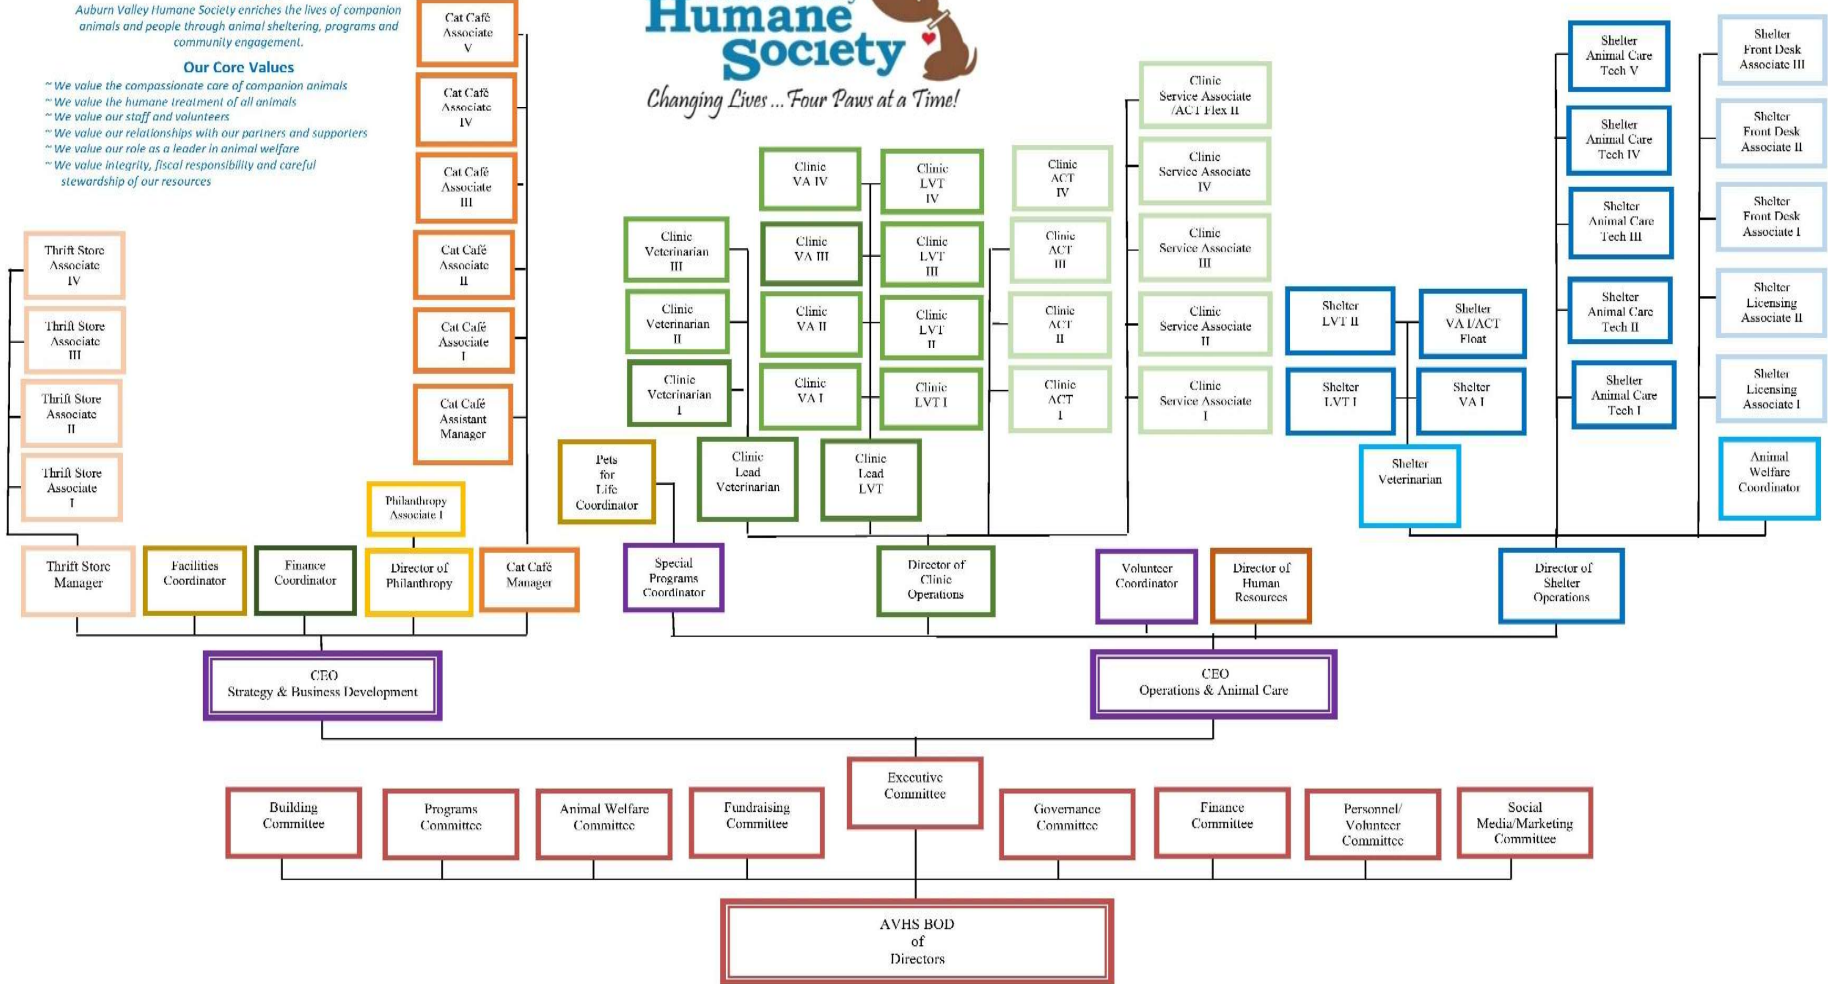 Auburn Valley Humane Society enriches the lives of companion
animals and people through animal sheltering, programs and
community engagement.
Our Core Values
~ We value the compassionate care of companion animals
~ We value the humane treatment of all animals
~ We value our staff and volunteers
~ We value our relationships with our partners and supporters
~ We value our role as a leader in animal welfare
~ We value integrity, fiscal responsibility and careful
stewardship of our resources
Humane
Society
Changing Lives ... Four Paws at a Time!
Cat Café
Associate
V
Cat Café
Associate
IV
Cat Café
Associate
III
Cat Café
Associate
II
Cat Café
Associate
I
Cat Café
Assistant
Manager
Thrift Store
Associate
IV
Thrift Store
Associate
III
Thrift Store
Associate
II
Thrift Store
Associate
I
Philanthropy
Associate I
Thrift Store
Manager
Facilities
Coordinator
Finance
Coordinator
Director of
Philanthropy
Cat Café
Manager
Clinic
Veterinarian
III
Clinic
Veterinarian
II
Clinic
Veterinarian
I
Clinic
VA IV
Clinic
VA III
Clinic
VA II
Clinic
VA I
Clinic
LVT
IV
Clinic
LVT
III
Clinic
LVT
II
Clinic
LVT I
Clinic
ACT
IV
Clinic
ACT
III
Clinic
ACT
II
Clinic
ACT
I
Clinic
Service Associate
/ACT Flex II
Clinic
Service Associate
IV
Clinic
Service Associate
III
Clinic
Service Associate
II
Clinic
Service Associate
I
Pets
for
Life
Coordinator
Clinic
Lead
Veterinarian
Clinic
Lead
LVT
Special
Programs
Coordinator
Director of
Clinic
Operations
Volunteer
Coordinator
Director of
Human
Resources
Shelter
LVT II
Shelter
VA I/ACT
Float
Shelter
LVT I
Shelter
VA I
Shelter
Veterinarian
Shelter
Animal Care
Tech V
Shelter
Animal Care
Tech IV
Shelter
Animal Care
Tech III
Shelter
Animal Care
Tech II
Shelter
Animal Care
Tech I
Shelter
Front Desk
Associate III
Shelter
Front Desk
Associate II
Shelter
Front Desk
Associate I
Shelter
Licensing
Associate II
Shelter
Licensing
Associate I
Animal
Welfare
Coordinator
Director of
Shelter
Operations
CEO
Strategy & Business Development
CEO
Operations & Animal Care
Executive
Committee
Building
Committee
Programs
Committee
Animal Welfare
Committee
Fundraising
Committee
Governance
Committee
Finance
Committee
Personnel/
Volunteer
Committee
Social
Media/Marketing
Committee
AVHS BOD
of
Directors